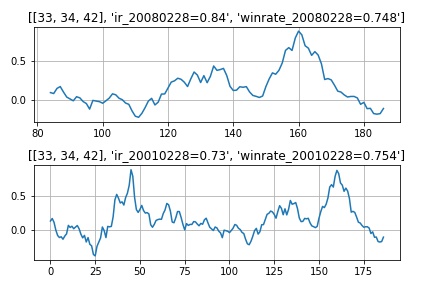 [[33, 34, 42], 'ir_20080228=0.84', 'winrate_20080228=0.748']
0.5
0.0
80 100 120 140 160 180
[[33, 34, 42], 'ir_20010228=0.73', 'winrate_20010228=0.754']
0.5
0.0
0 25 50 75 100 125 150 175